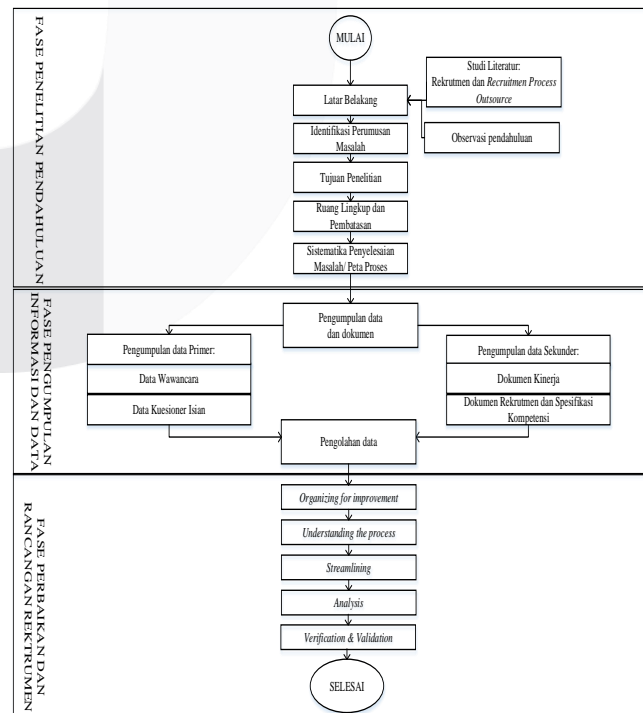 FASE PENELITIAN PENDAHULUAN
MULAI
Studi Literatur:
Rekrutmen dan Recruitmen Process
Outsource
Latar Belakang
Observasi pendahuluan
Identifikasi Perumusan
Masalah
Tujuan Penelitian
Ruang Lingkup dan
Pembatasan
Sistematika Penyelesaian
Masalah/ Peta Proses
FASE PENGUMPULAN
INFORMASI DAN DATA
Pengumpulan data
dan dokumen
Pengumpulan data Primer:
Data Wawancara
Data Kuesioner Isian
Pengumpulan data Sekunder:
Dokumen Kinerja
Dokumen Rekrutmen dan Spesifikasi
Kompetensi
Pengolahan data
FASE PERBAIKAN DAN
RANCANGAN REKTRUMEN
Organizing for improvement
Understanding the process
Streamlining
Analysis
Verification & Validation
SELESAI